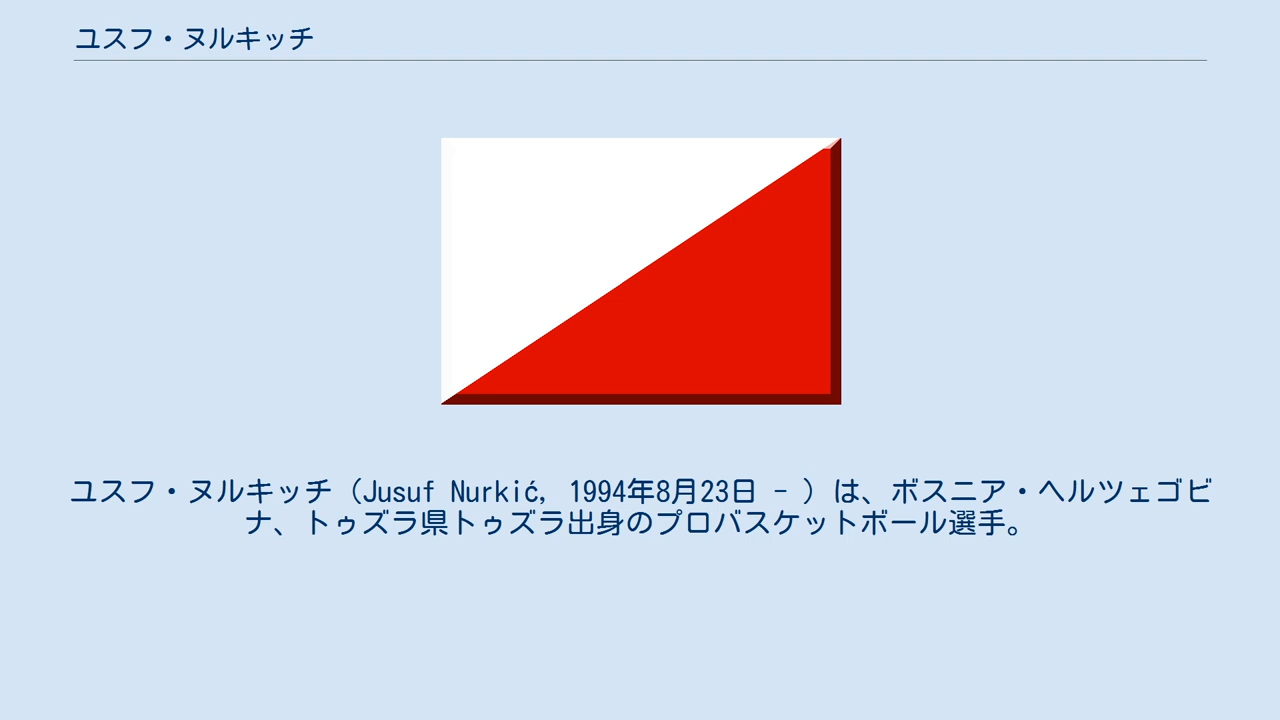 ユスフ・ヌルキッチ
ユスフ・ヌルキッチ（Jusuf Nurkić, 1994年8月23日 - ）は、ボスニア・ヘルツェゴビ
ナ、トゥズラ県トゥズラ出身のプロバスケットボール選手。